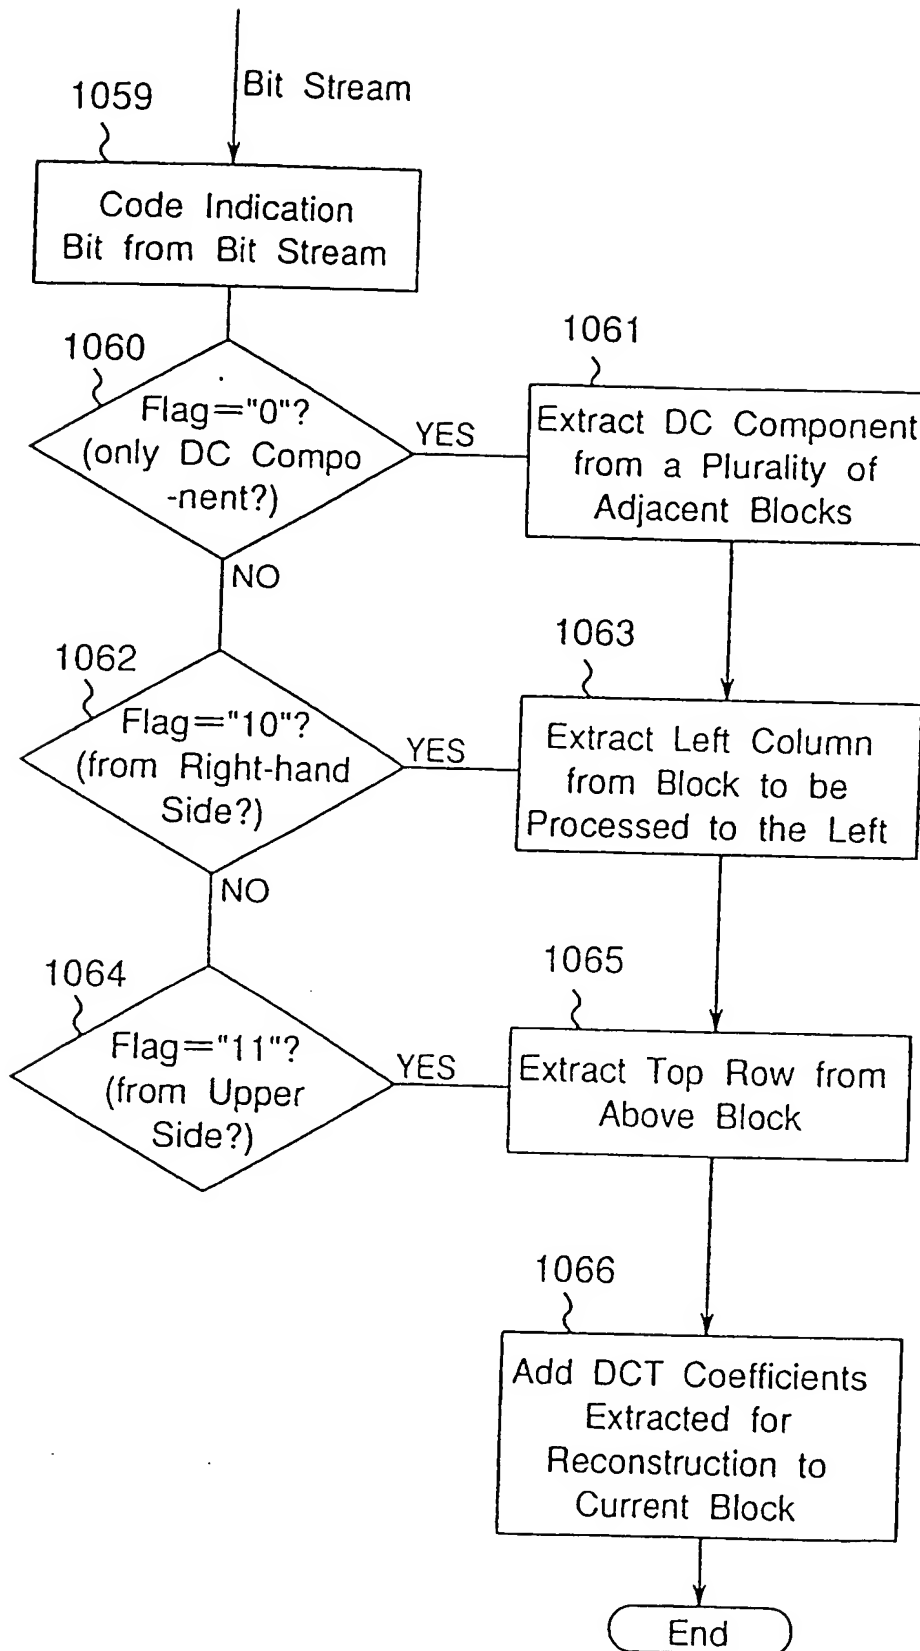 Bit Stream
1059
Code Indication
Bit from Bit Stream
1060
Flag="0"?
(only DC Compo
-nent?)
YES
NO
1061
Extract DC Component
from a Plurality of
Adjacent Blocks
1062
Flag="10"?
(from Right-hand
Side?)
YES
NO
1063
Extract Left Column
from Block to be
Processed to the Left
1064
Flag="11"?
(from Upper
Side?)
YES
1065
Extract Top Row from
Above Block
1066
Add DCT Coefficients
Extracted for
Reconstruction to
Current Block
End